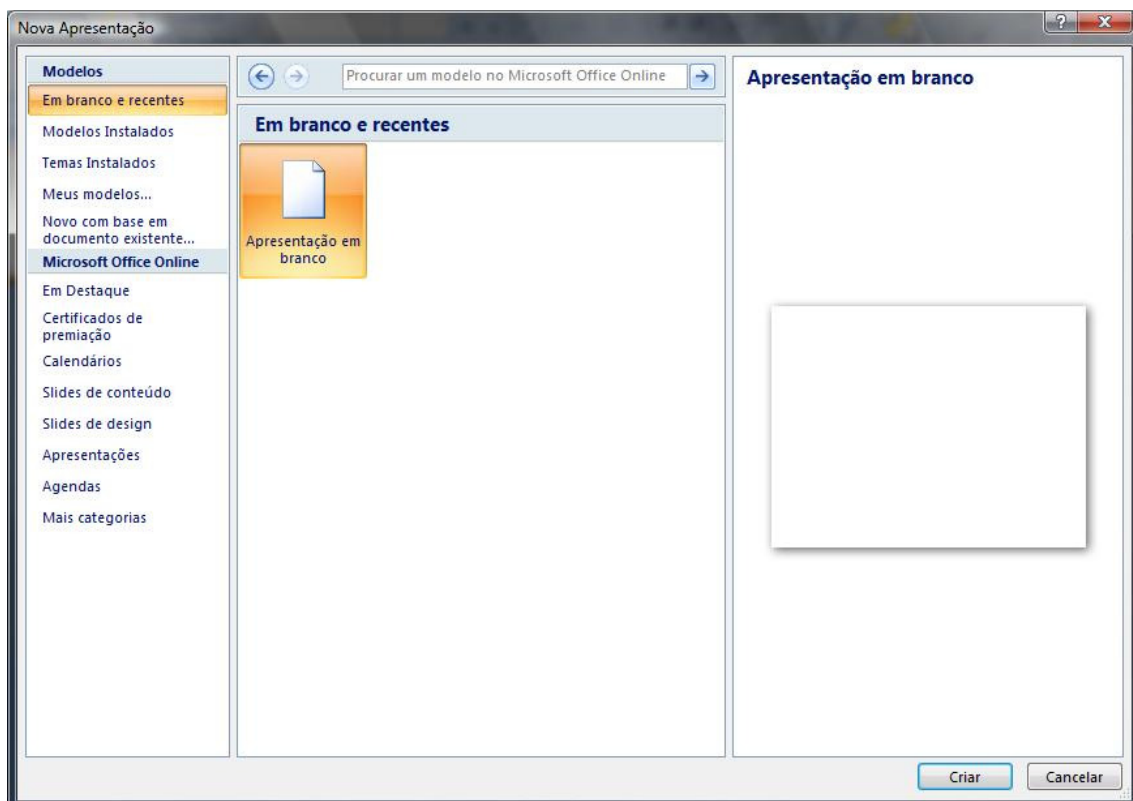 Nova Apresentação
Modelos
Em branco e recentes
Modelos Instalados
Temas Instalados
Meus modelos...
Novo com base em
documento existente...
Microsoft Office Online
Em Destaque
Certificados de
premiação
Calendários
Slides de conteúdo
Slides de design
Apresentações
Agendas
Mais categorias
Procurar um modelo no Microsoft Office Online
Em branco e recentes
Apresentação em
branco
Apresentação em branco
Criar
Cancelar